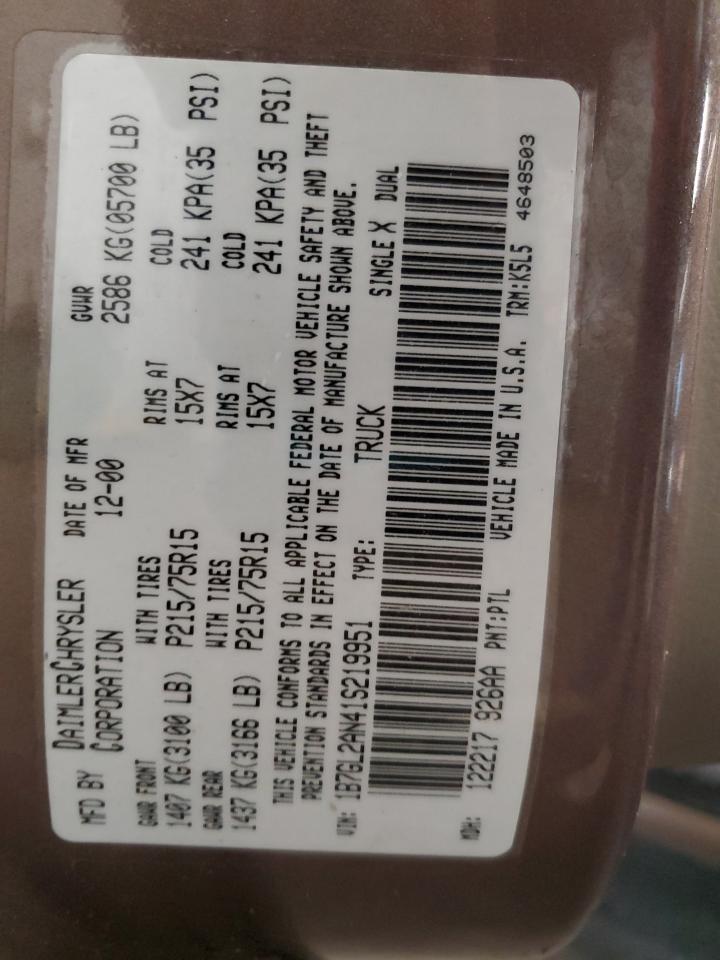 MFD BY DAIMLERCHRYSLER CORPORATION
DATE OF MFR 12-00
GVWR 2586 KG(05700 LB)
GAWR FRONT 1407 KG(3100 LB)
WITH TIRES P215/75R15
RIMS AT 15X7
COLD 241 KPA(35 PSI)
GAWR REAR 1437 KG(3166 LB)
WITH TIRES P215/75R15
RIMS AT 15X7
COLD 241 KPA(35 PSI)
THIS VEHICLE CONFORMS TO ALL APPLICABLE FEDERAL MOTOR VEHICLE SAFETY AND THEFT
PREVENTION STANDARDS IN EFFECT ON THE DATE OF MANUFACTURE SHOWN ABOVE.
VIN: 1B7GL2AN41S219951 TYPE: TRUCK SINGLE X DUAL
MDH: 122217 926AA PNT:PTL VEHICLE MADE IN U.S.A. TRM:K5L5 4648503